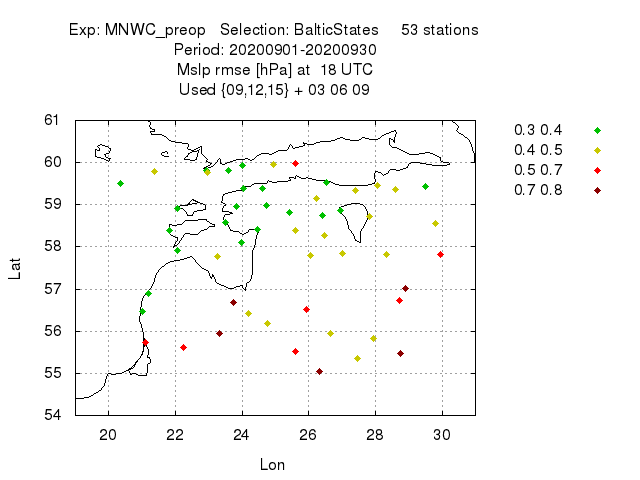 Exp: MNWC_preop   Selection: BalticStates     53 stations
Period: 20200901-20200930
Mslp rmse [hPa] at  18 UTC
Used {09,12,15} + 03 06 09
61
60
59
58
57
56
55
54
Lat
20 22 24 26 28 30
Lon
0.3 0.4
0.4 0.5
0.5 0.7
0.7 0.8